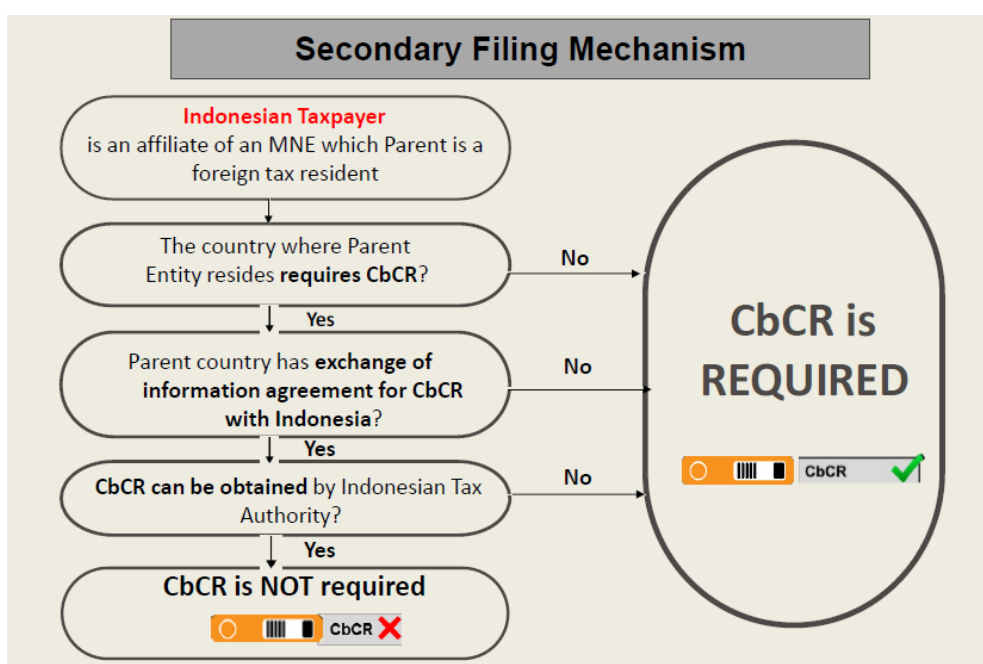 Secondary Filing Mechanism
Indonesian Taxpayer
is an affiliate of an MNE which Parent is a
foreign tax resident
The country where Parent
Entity resides requires CbCR?
No
Yes
Parent country has exchange of
information agreement for CbCR
with Indonesia?
No
Yes
CbCR can be obtained by Indonesian Tax
Authority?
No
Yes
CbCR is NOT required
CbCR
CbCR is
REQUIRED
CbCR